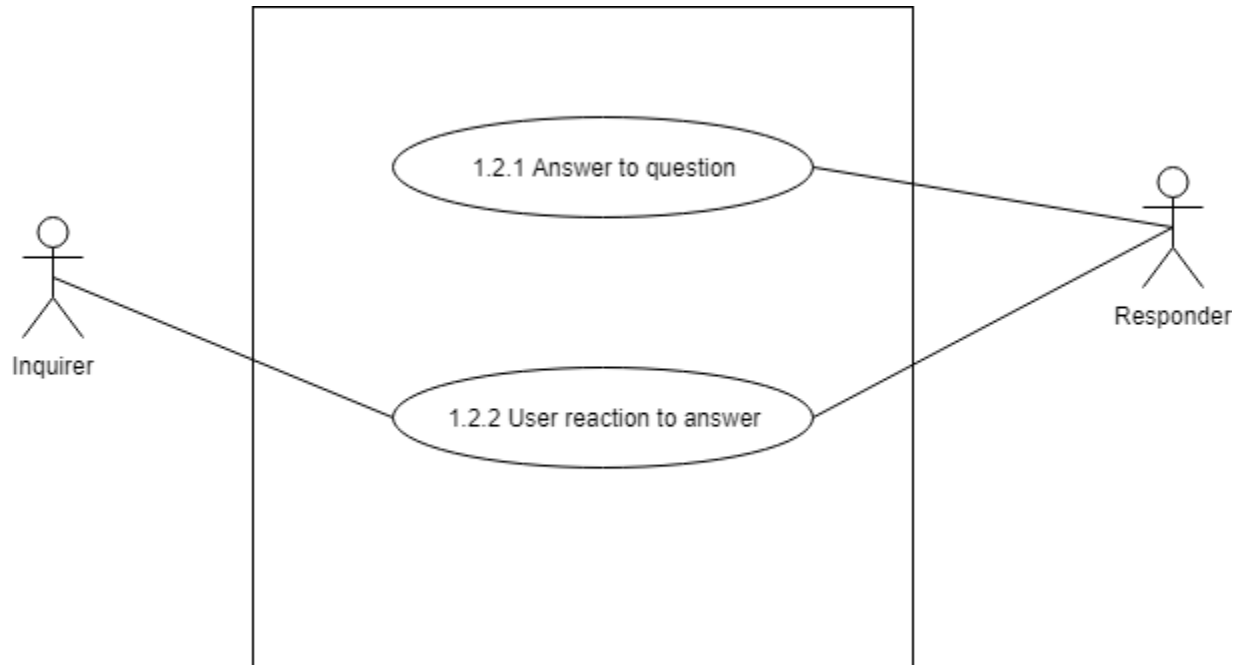 1.2.1 Answer to question
Responder
Inquirer
1.2.2 User reaction to answer